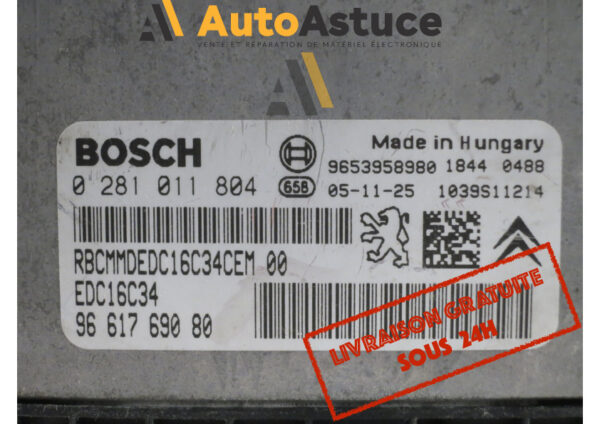 AutoAstuce
VENTE ET RÉPARATION DE MATÉRIEL ÉLECTRONIQUE
BOSCH
Made in Hungary
9653958980 1844 0488
0 281 011 804
658
05-11-25 1039S11214
RBCMMDEDC16C34CEM 00
EDC16C34
96 617 690 80
LIVRAISON GRATUITE
SOUS 24H